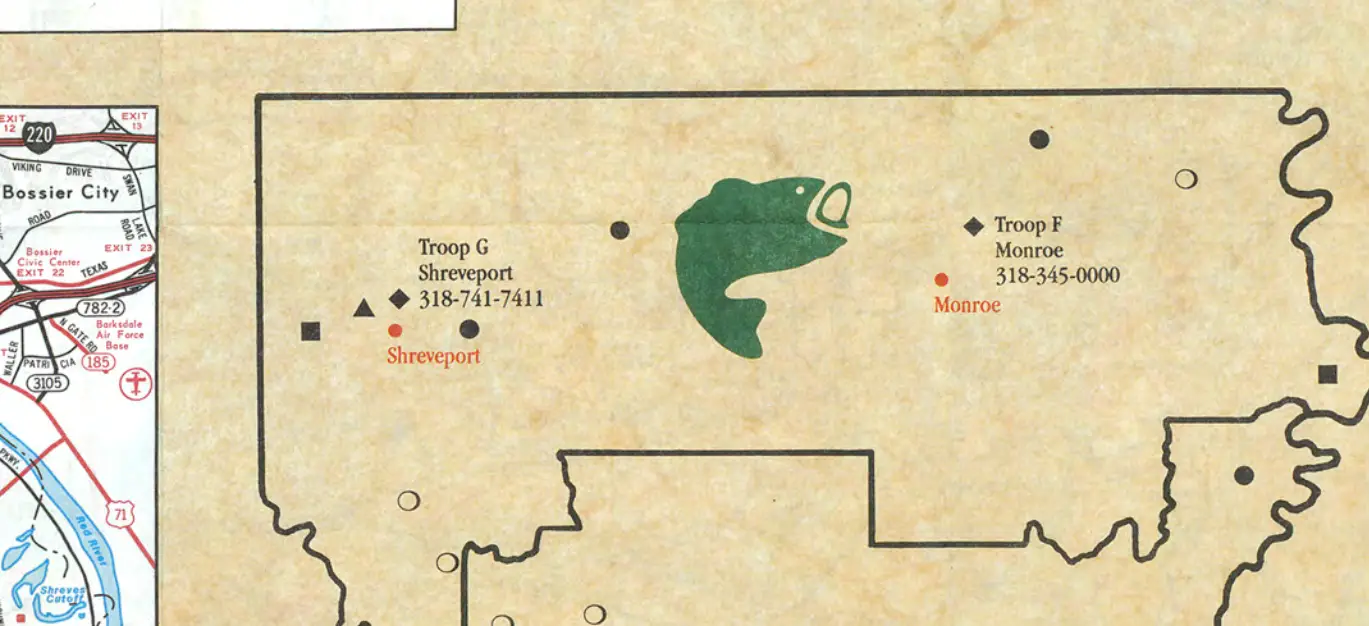 EXIT
12
220
EXIT
13
VIKING DRIVE
SWAN
LAKE
ROAD
Bossier City
ROAD
Bossier
Civic Center
EXIT 22
TEXAS
EXIT 23
782-2
N GATE RD
Barksdale
Air Force
Base
WALLER
PATRICIA
185
3105
PKWY.
71
Red River
Shreves
Cutoff
Troop G
Shreveport
318-741-7411
Shreveport
Troop F
Monroe
318-345-0000
Monroe